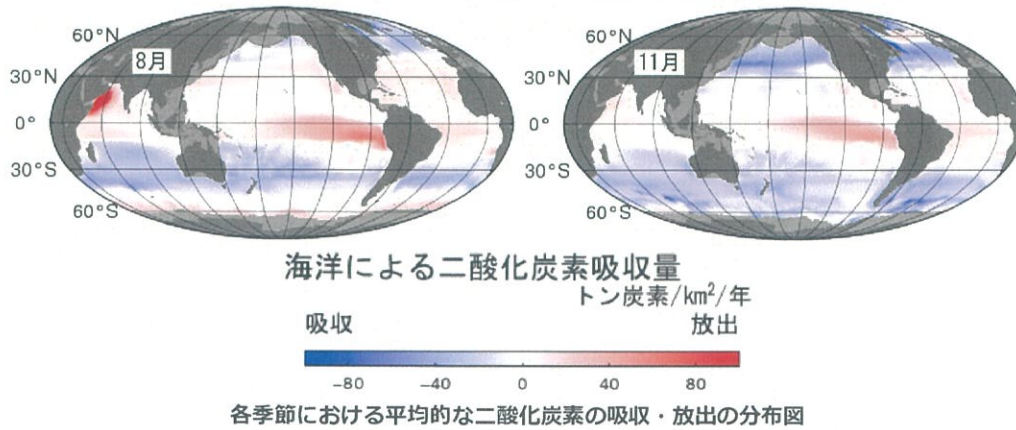 60°N
8月
30°N
0°
30°S
60°S
60°N
11月
30°N
0°
30°S
60°S
海洋による二酸化炭素吸収量
トン炭素/km²/年
吸収
放出
-80
-40
0
40
80
各季節における平均的な二酸化炭素の吸収・放出の分布図